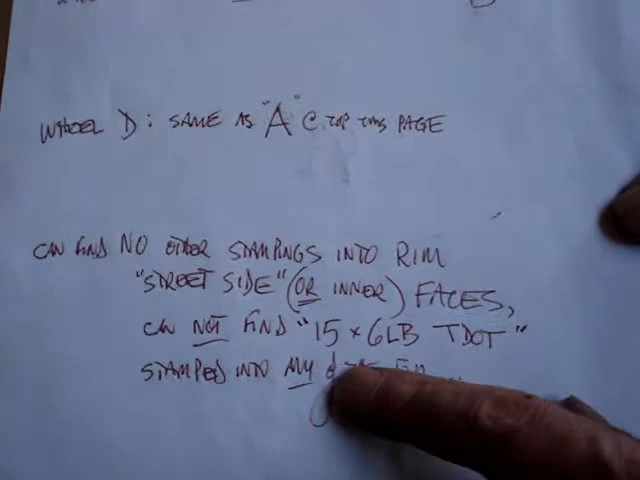 WHEEL D: SAME AS "A" @ TOP THIS PAGE
CAN FIND NO OTHER STAMPINGS INTO RIM
"STREET SIDE" (OR INNER) FACES,
CAN NOT FIND "15 x 6LB TDOT"
STAMPED INTO MY